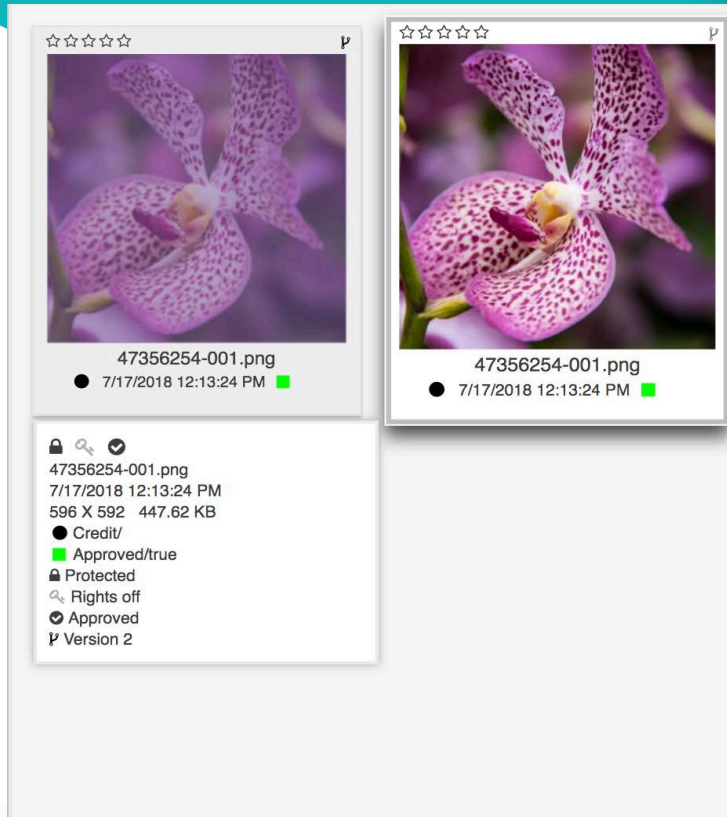 47356254-001.png
7/17/2018 12:13:24 PM
47356254-001.png
7/17/2018 12:13:24 PM
47356254-001.png
7/17/2018 12:13:24 PM
596 X 592 447.62 KB
Credit/
Approved/true
Protected
Rights off
Approved
Version 2